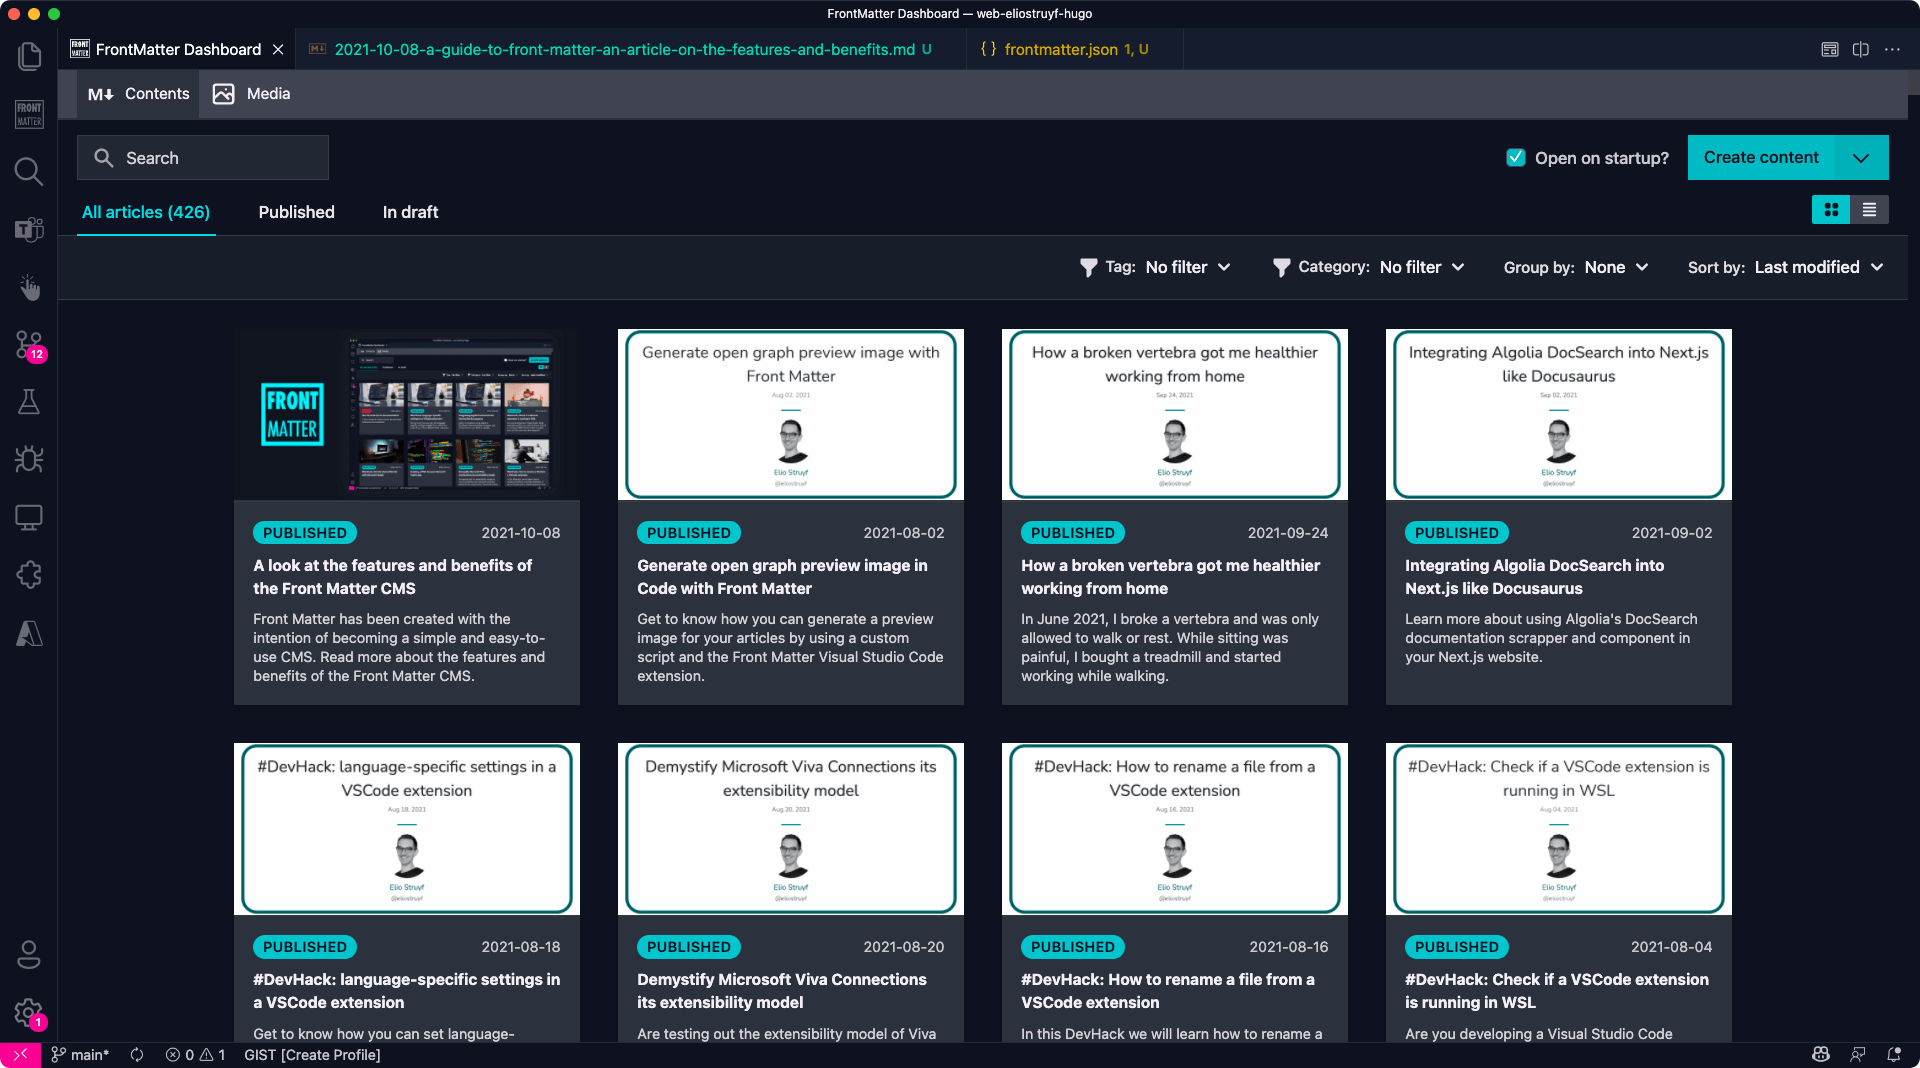 FrontMatter Dashboard — web-eliostruyf-hugo
FRONT MATTER FrontMatter Dashboard
2021-10-08-a-guide-to-front-matter-an-article-on-the-features-and-benefits.md U
{} frontmatter.json 1, U
M Contents
Media
FRONT
MATTER
Search
Open on startup?
Create content
All articles (426)
Published
In draft
Tag: No filter
Category: No filter
Group by: None
Sort by: Last modified
12
FRONT
MATTER
Generate open graph preview image with
Front Matter
Aug 02, 2021
Elio Struyf
@eliostruyf
How a broken vertebra got me healthier
working from home
Sep 24, 2021
Elio Struyf
@eliostruyf
Integrating Algolia DocSearch into Next.js
like Docusaurus
Sep 02, 2021
Elio Struyf
@eliostruyf
PUBLISHED 2021-10-08
A look at the features and benefits of
the Front Matter CMS
Front Matter has been created with the
intention of becoming a simple and easy-to-
use CMS. Read more about the features and
benefits of the Front Matter CMS.
PUBLISHED 2021-08-02
Generate open graph preview image in
Code with Front Matter
Get to know how you can generate a preview
image for your articles by using a custom
script and the Front Matter Visual Studio Code
extension.
PUBLISHED 2021-09-24
How a broken vertebra got me healthier
working from home
In June 2021, I broke a vertebra and was only
allowed to walk or rest. While sitting was
painful, I bought a treadmill and started
working while walking.
PUBLISHED 2021-09-02
Integrating Algolia DocSearch into
Next.js like Docusaurus
Learn more about using Algolia's DocSearch
documentation scrapper and component in
your Next.js website.
#DevHack: language-specific settings in a
VSCode extension
Aug 18, 2021
Elio Struyf
@eliostruyf
Demystify Microsoft Viva Connections its
extensibility model
Aug 20, 2021
Elio Struyf
@eliostruyf
#DevHack: How to rename a file from a
VSCode extension
Aug 16, 2021
Elio Struyf
@eliostruyf
#DevHack: Check if a VSCode extension is
running in WSL
Aug 04, 2021
Elio Struyf
@eliostruyf
PUBLISHED 2021-08-18
#DevHack: language-specific settings in
a VSCode extension
Get to know how you can set language-
PUBLISHED 2021-08-20
Demystify Microsoft Viva Connections
its extensibility model
Are testing out the extensibility model of Viva
PUBLISHED 2021-08-16
#DevHack: How to rename a file from a
VSCode extension
In this DevHack we will learn how to rename a
PUBLISHED 2021-08-04
#DevHack: Check if a VSCode extension
is running in WSL
Are you developing a Visual Studio Code
1
main* 0 1 GIST [Create Profile]